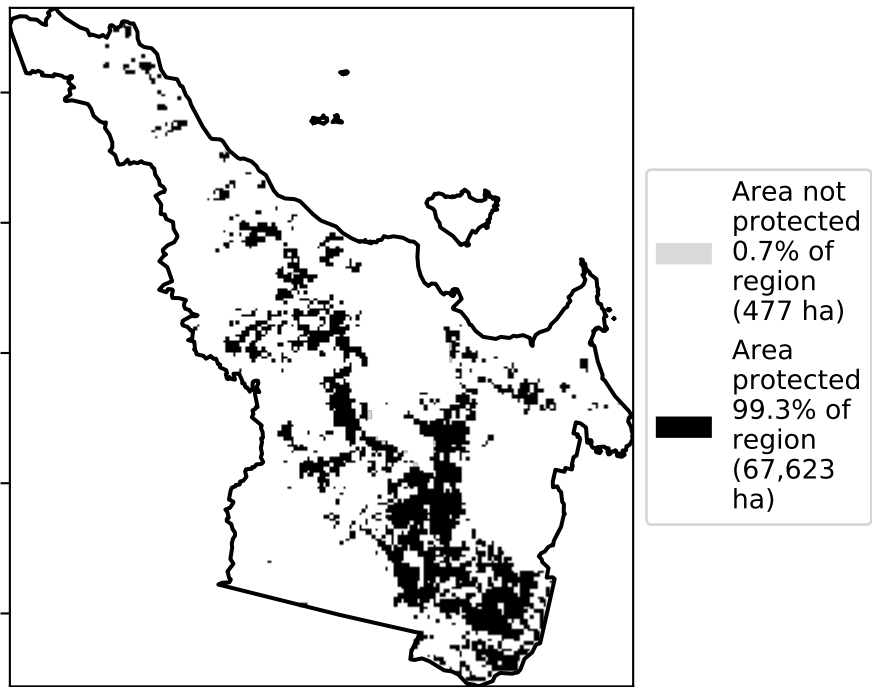 Area not
protected
0.7% of
region
(477 ha)
Area
protected
99.3% of
region
(67,623
ha)